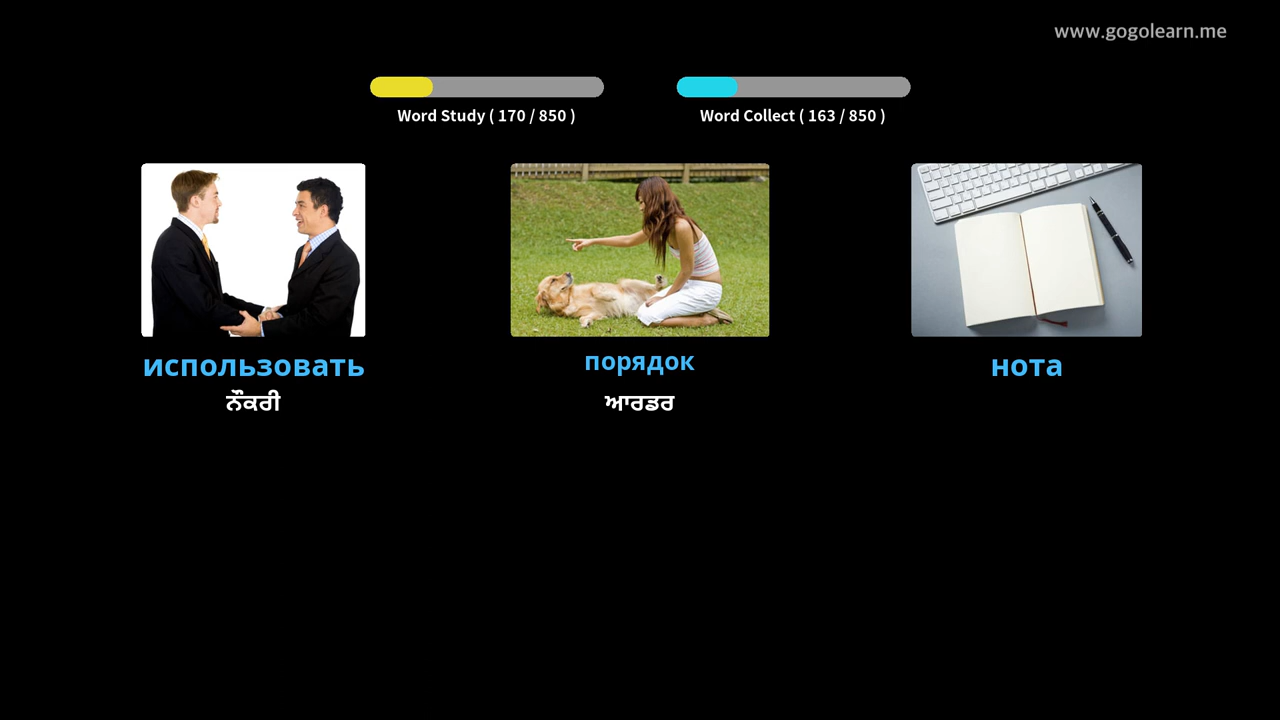 www.gogolearn.me
Word Study ( 170 / 850 )
Word Collect ( 163 / 850 )
использовать
ਨੌਕਰੀ
порядок
ਆਰਡਰ
нота